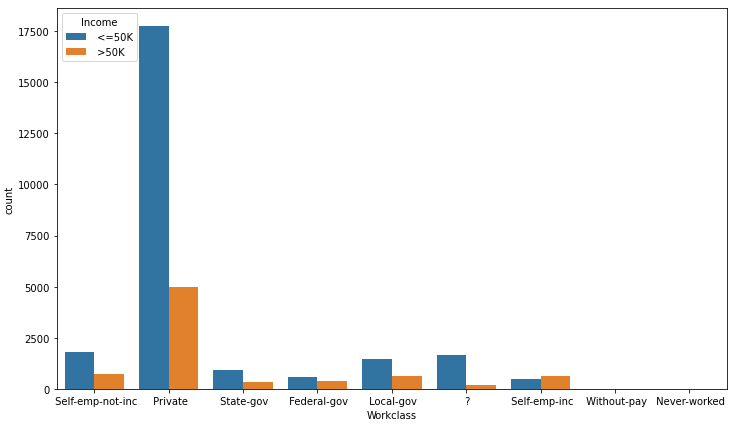 Income
<=50K
>50K
17500
15000
12500
10000
7500
5000
2500
0
count
Self-emp-not-inc Private State-gov Federal-gov Local-gov ? Self-emp-inc Without-pay Never-worked
Workclass